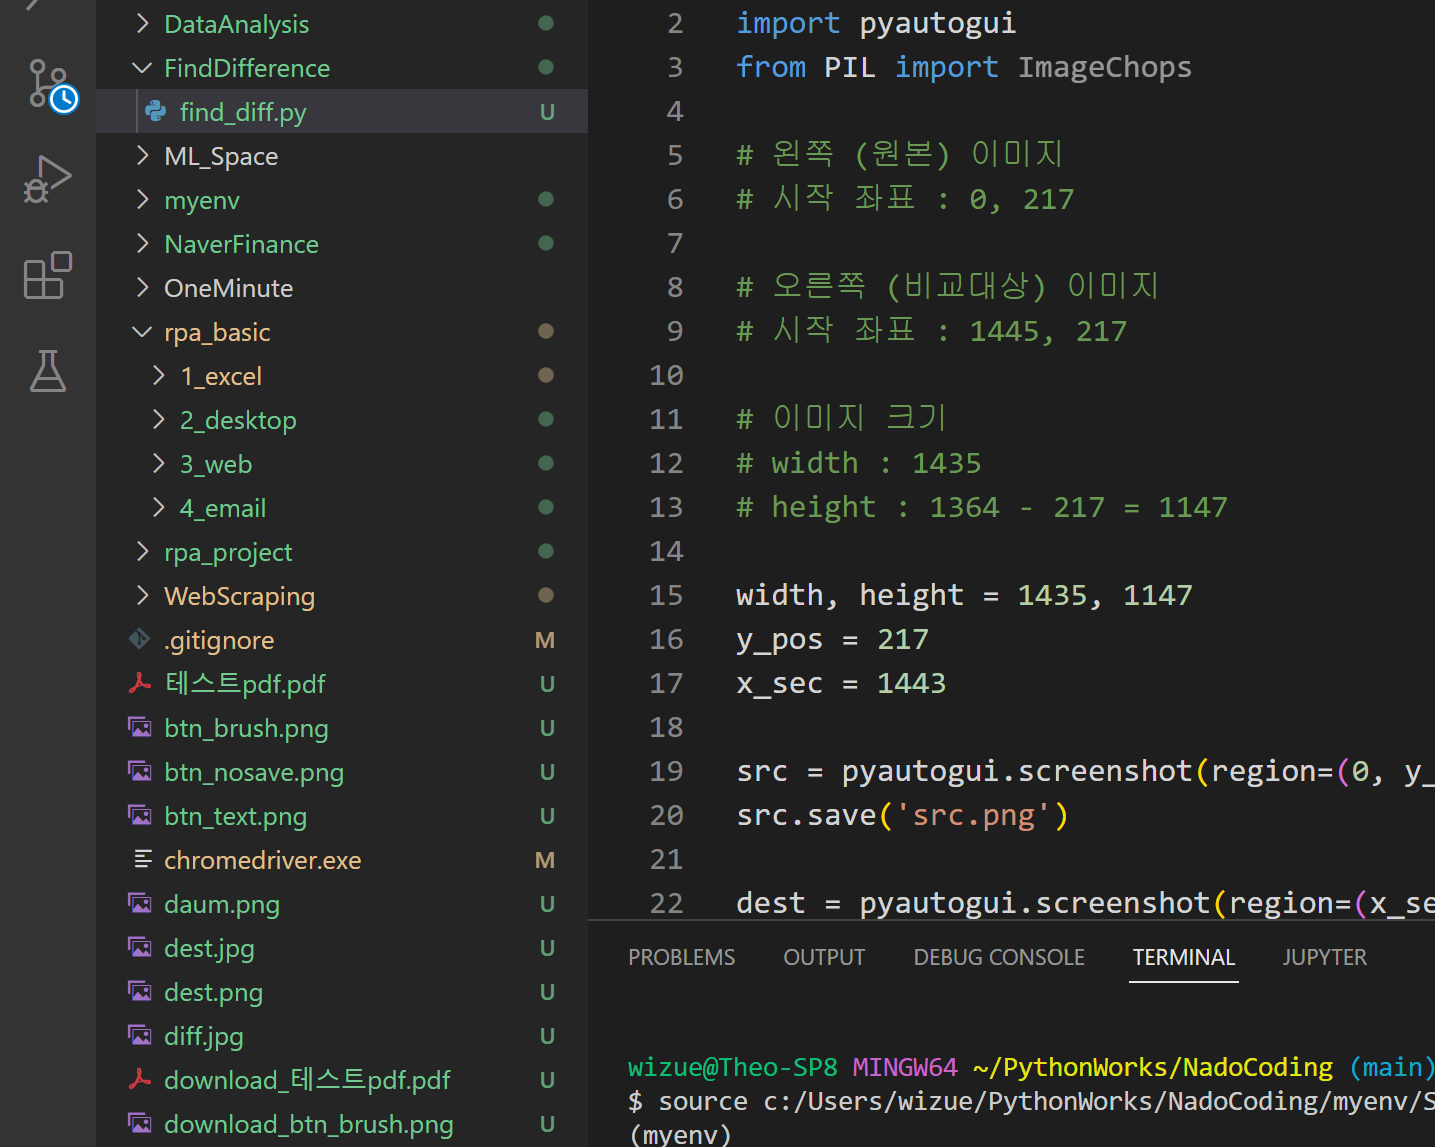 DataAnalysis
FindDifference
find_diff.py U
ML_Space
myenv
NaverFinance
OneMinute
rpa_basic
1_excel
2_desktop
3_web
4_email
rpa_project
WebScraping
.gitignore M
테스트pdf.pdf U
btn_brush.png U
btn_nosave.png U
btn_text.png U
chromedriver.exe M
daum.png U
dest.jpg U
dest.png U
diff.jpg U
download_테스트pdf.pdf U
download_btn_brush.png U
2 import pyautogui
3 from PIL import ImageChops
4
5 # 왼쪽 (원본) 이미지
6 # 시작 좌표 : 0, 217
7
8 # 오른쪽 (비교대상) 이미지
9 # 시작 좌표 : 1445, 217
10
11 # 이미지 크기
12 # width : 1435
13 # height : 1364 - 217 = 1147
14
15 width, height = 1435, 1147
16 y_pos = 217
17 x_sec = 1443
18
19 src = pyautogui.screenshot(region=(0, y_
20 src.save('src.png')
21
22 dest = pyautogui.screenshot(region=(x_se
PROBLEMS OUTPUT DEBUG CONSOLE TERMINAL JUPYTER
wizue@Theo-SP8 MINGW64 ~/PythonWorks/NadoCoding (main)
$ source c:/Users/wizue/PythonWorks/NadoCoding/myenv/S
(myenv)